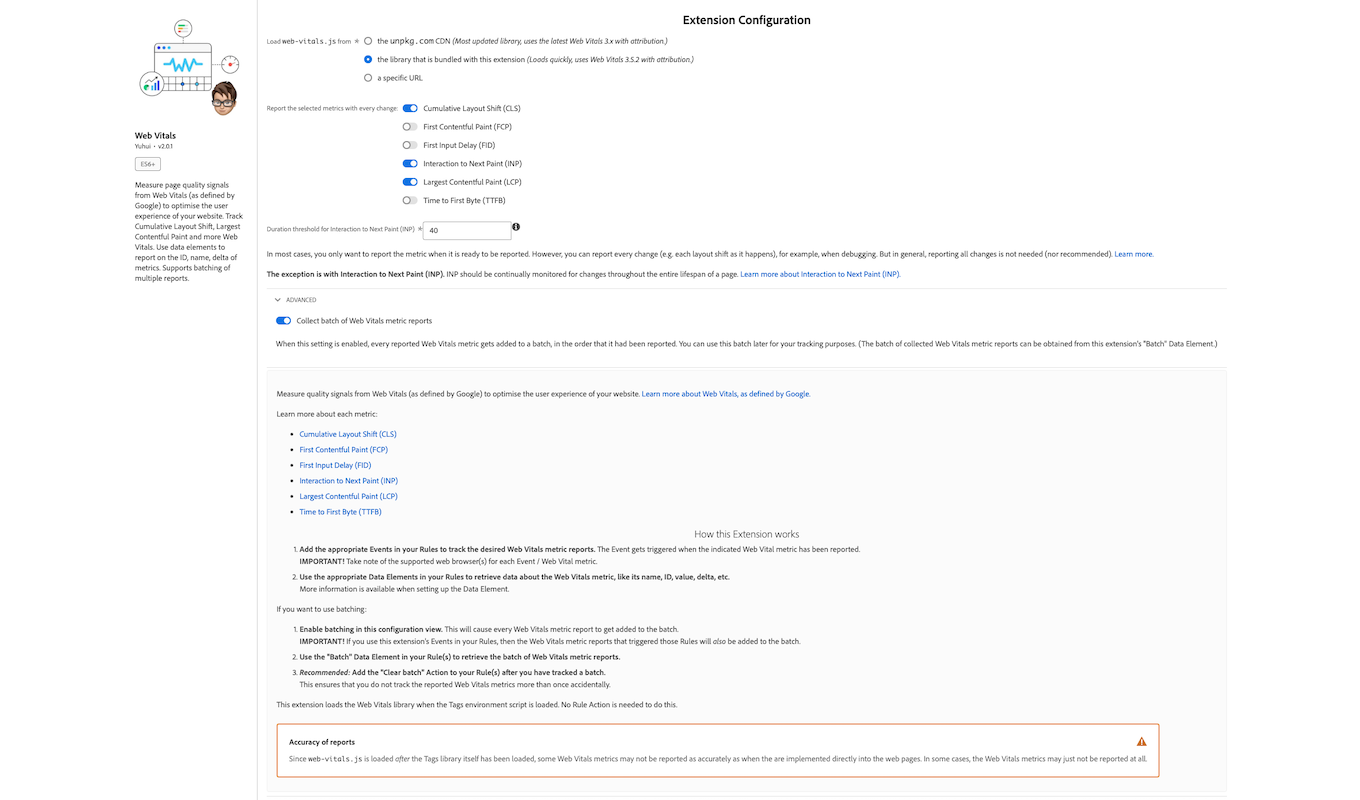 Extension Configuration
Web Vitals
Yuhui • v2.0.1
ES6+
Measure page quality signals
from Web Vitals (as defined by
Google) to optimise the user
experience of your website. Track
Cumulative Layout Shift, Largest
Contentful Paint and more Web
Vitals. Use data elements to
report on the ID, name, delta of
metrics. Supports batching of
multiple reports.
Load web-vitals.js from *
the unpkg.com CDN (Most updated library, uses the latest Web Vitals 3.x with attribution.)
the library that is bundled with this extension (Loads quickly, uses Web Vitals 3.5.2 with attribution.)
a specific URL
Report the selected metrics with every change:
Cumulative Layout Shift (CLS)
First Contentful Paint (FCP)
First Input Delay (FID)
Interaction to Next Paint (INP)
Largest Contentful Paint (LCP)
Time to First Byte (TTFB)
Duration threshold for Interaction to Next Paint (INP) * 40
In most cases, you only want to report the metric when it is ready to be reported. However, you can report every change (e.g. each layout shift as it happens), for example, when debugging. But in general, reporting all changes is not needed (nor recommended). Learn more.
The exception is with Interaction to Next Paint (INP). INP should be continually monitored for changes throughout the entire lifespan of a page. Learn more about Interaction to Next Paint (INP).
ADVANCED
Collect batch of Web Vitals metric reports
When this setting is enabled, every reported Web Vitals metric gets added to a batch, in the order that it had been reported. You can use this batch later for your tracking purposes. (The batch of collected Web Vitals metric reports can be obtained from this extension's "Batch" Data Element.)
Measure quality signals from Web Vitals (as defined by Google) to optimise the user experience of your website. Learn more about Web Vitals, as defined by Google.
Learn more about each metric:
• Cumulative Layout Shift (CLS)
• First Contentful Paint (FCP)
• First Input Delay (FID)
• Interaction to Next Paint (INP)
• Largest Contentful Paint (LCP)
• Time to First Byte (TTFB)
How this Extension works
1. Add the appropriate Events in your Rules to track the desired Web Vitals metric reports. The Event gets triggered when the indicated Web Vital metric has been reported.
IMPORTANT! Take note of the supported web browser(s) for each Event / Web Vital metric.
2. Use the appropriate Data Elements in your Rules to retrieve data about the Web Vitals metric, like its name, ID, value, delta, etc.
More information is available when setting up the Data Element.
If you want to use batching:
1. Enable batching in this configuration view. This will cause every Web Vitals metric report to get added to the batch.
IMPORTANT! If you use this extension's Events in your Rules, then the Web Vitals metric reports that triggered those Rules will also be added to the batch.
2. Use the "Batch" Data Element in your Rule(s) to retrieve the batch of Web Vitals metric reports.
3. Recommended: Add the "Clear batch" Action to your Rule(s) after you have tracked a batch.
This ensures that you do not track the reported Web Vitals metrics more than once accidentally.
This extension loads the Web Vitals library when the Tags environment script is loaded. No Rule Action is needed to do this.
Accuracy of reports
Since web-vitals.js is loaded after the Tags library itself has been loaded, some Web Vitals metrics may not be reported as accurately as when the are implemented directly into the web pages. In some cases, the Web Vitals metrics may just not be reported at all.